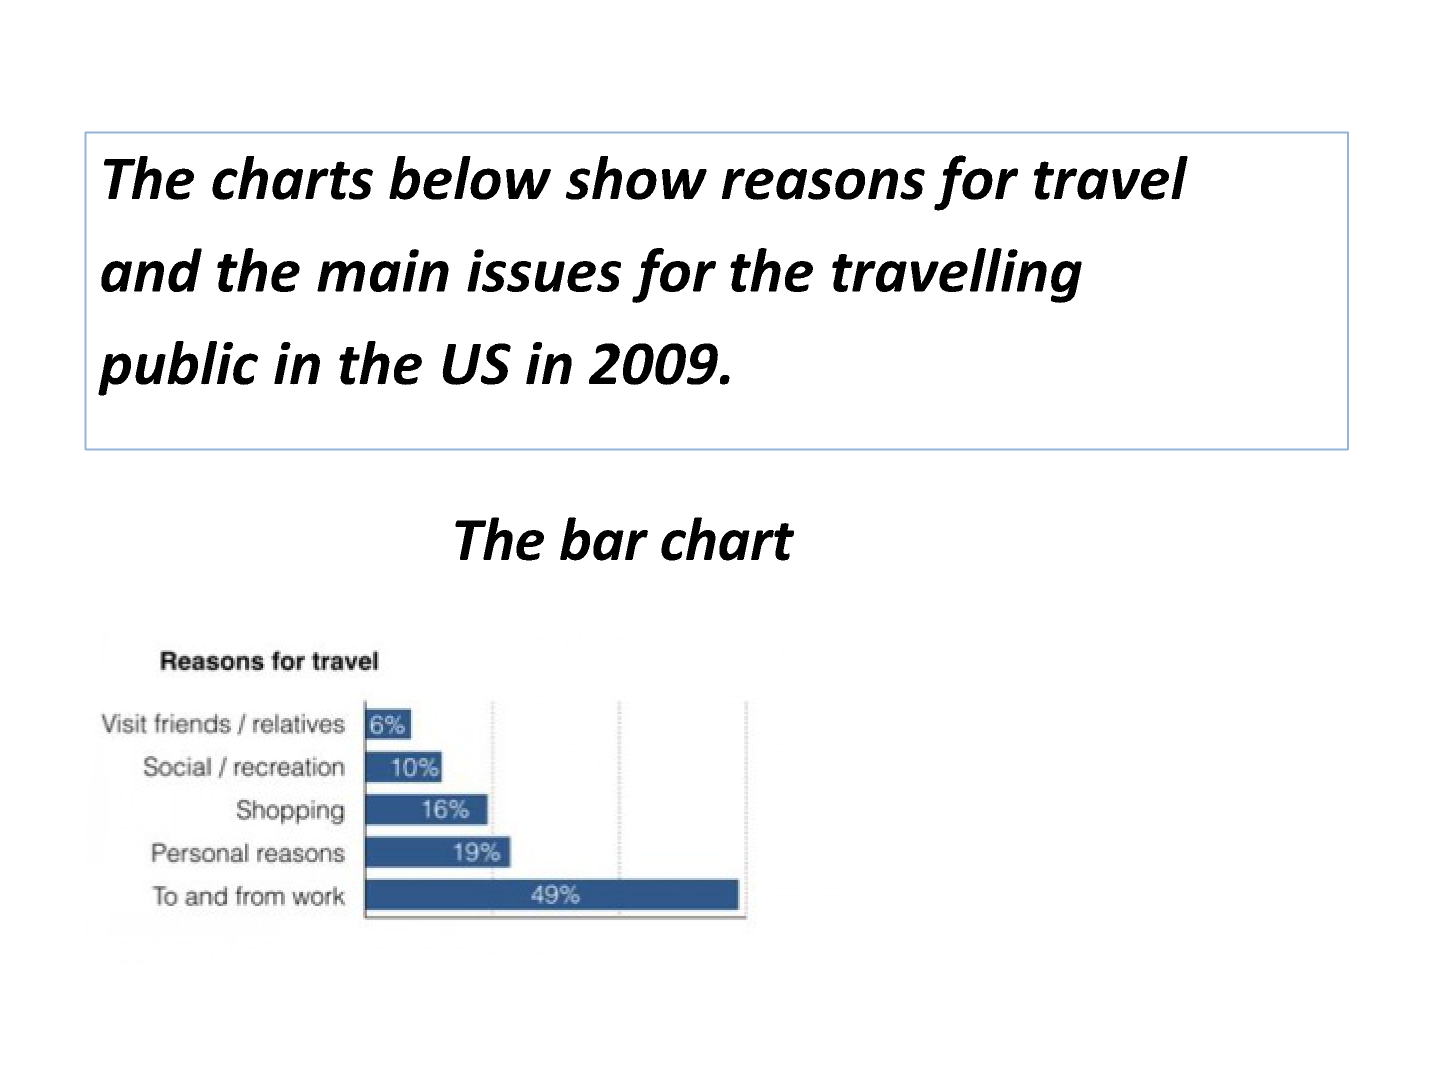 The charts below show reasons for travel
and the main issues for the travelling
public in the US in 2009.
The bar chart
Reasons for travel
Visit friends / relatives 6%
Social / recreation 10%
Shopping 16%
Personal reasons 19%
To and from work 49%